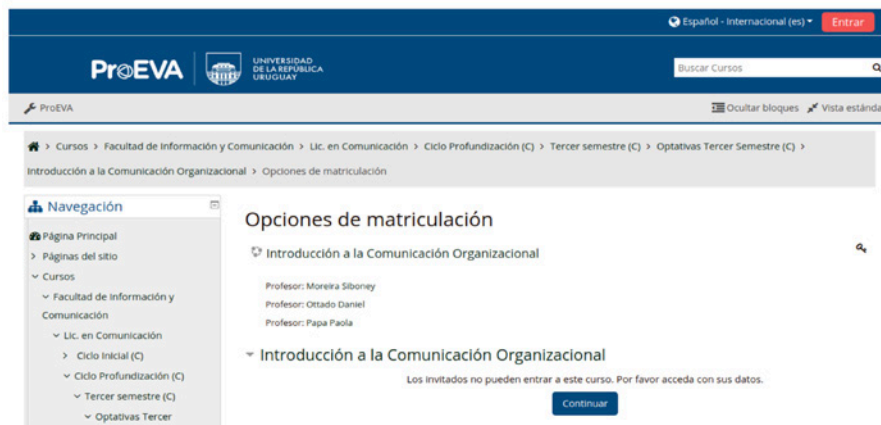 Español - Internacional (es)
Entrar
ProEVA
UNIVERSIDAD
DE LA REPÚBLICA
URUGUAY
Buscar Cursos
ProEVA
Ocultar bloques
Vista estánda
> Cursos > Facultad de Información y Comunicación > Lic. en Comunicación > Ciclo Profundización (C) > Tercer semestre (C) > Optativas Tercer Semestre (C) >
Introducción a la Comunicación Organizacional > Opciones de matriculación
Navegación
Página Principal
Páginas del sitio
Cursos
Facultad de Información y
Comunicación
Lic. en Comunicación
Ciclo Inicial (C)
Ciclo Profundización (C)
Tercer semestre (C)
Optativas Tercer
Opciones de matriculación
Introducción a la Comunicación Organizacional
Profesor: Moreira Siboney
Profesor: Ottado Daniel
Profesor: Papa Paola
Introducción a la Comunicación Organizacional
Los invitados no pueden entrar a este curso. Por favor acceda con sus datos.
Continuar